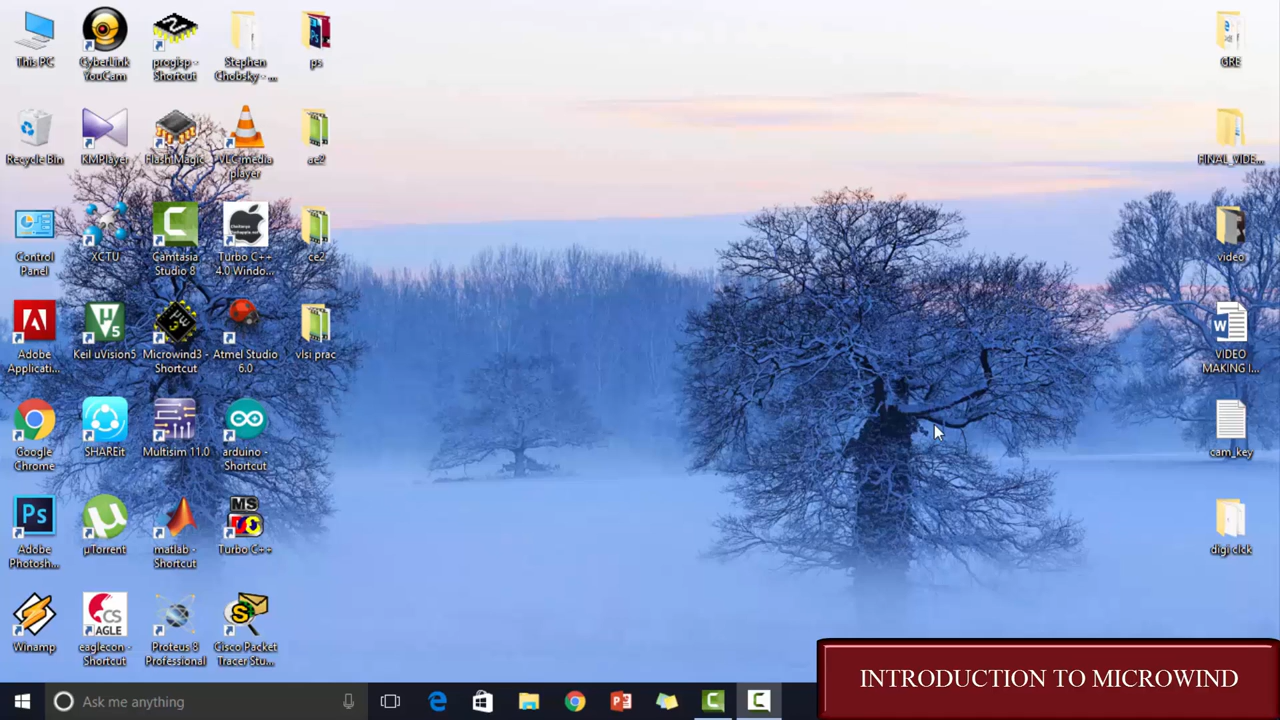 This PC
CyberLink
YouCam
progisp -
Shortcut
Stephen
Chobsky - ...
ps
GRE
Recycle Bin
KMPlayer
Flash Magic
VLC media
player
ae2
FINAL_VIDE...
Control
Panel
XCTU
Camtasia
Studio 8
Turbo C++
4.0 Windo...
ce2
video
Adobe
Applicati...
Keil uVision5
Microwind3 -
Shortcut
Atmel Studio
6.0
vlsi prac
VIDEO
MAKING I...
Google
Chrome
SHAREit
Multisim 11.0
arduino -
Shortcut
cam_key
Adobe
Photosh...
µTorrent
matlab -
Shortcut
MS
Turbo C++
digi clck
Winamp
CS
AGLE
eaglecon -
Shortcut
Proteus 8
Professional
Cisco Packet
Tracer Stu...
Ask me anything
INTRODUCTION TO MICROWIND